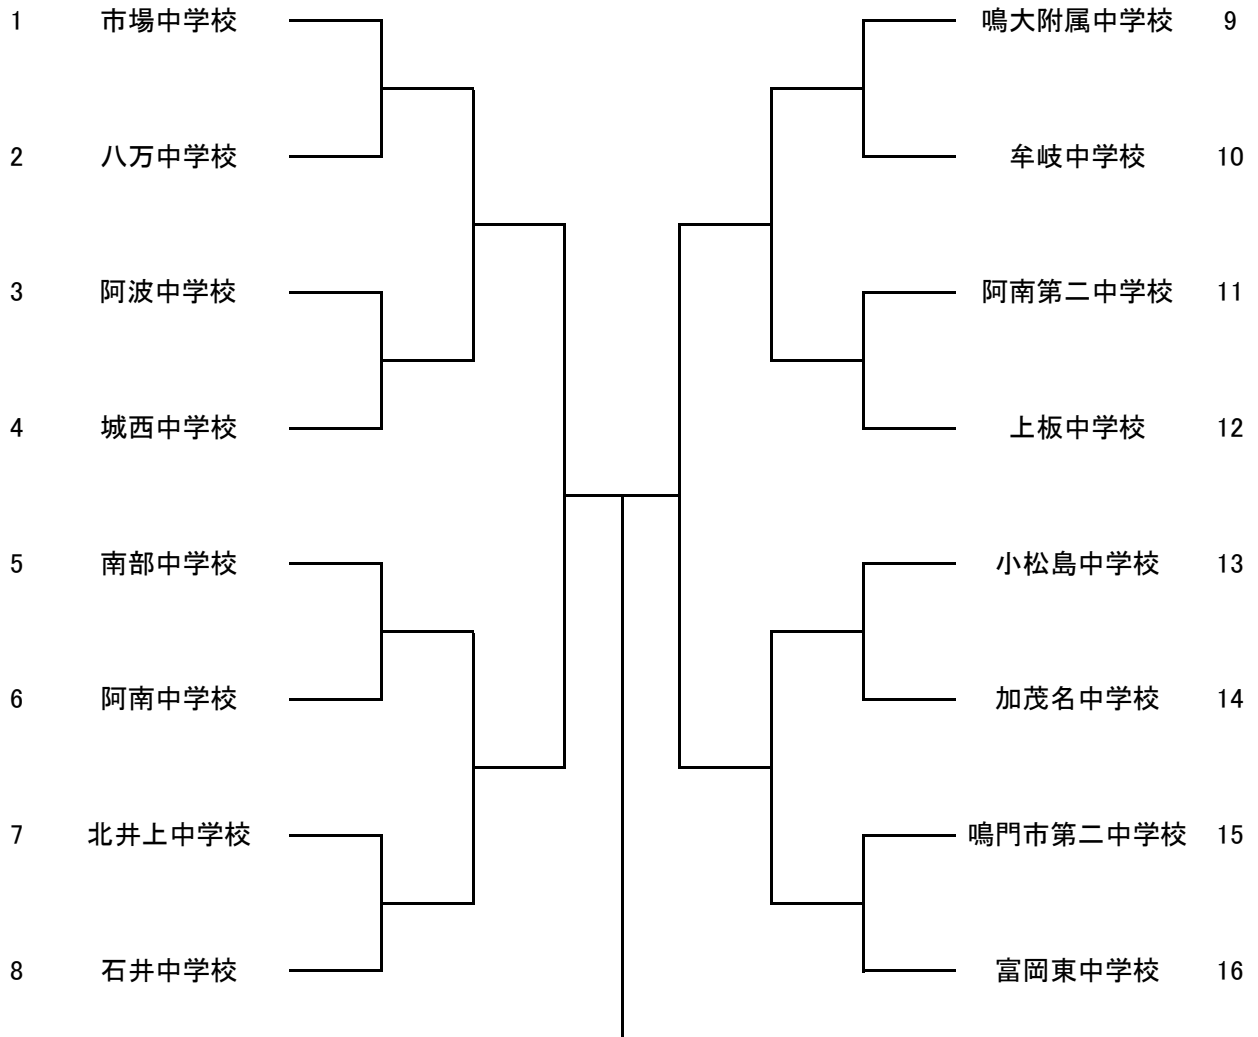 1 市場中学校
2 八万中学校
3 阿波中学校
4 城西中学校
5 南部中学校
6 阿南中学校
7 北井上中学校
8 石井中学校
鳴大附属中学校 9
牟岐中学校 10
阿南第二中学校 11
上板中学校 12
小松島中学校 13
加茂名中学校 14
鳴門市第二中学校 15
富岡東中学校 16